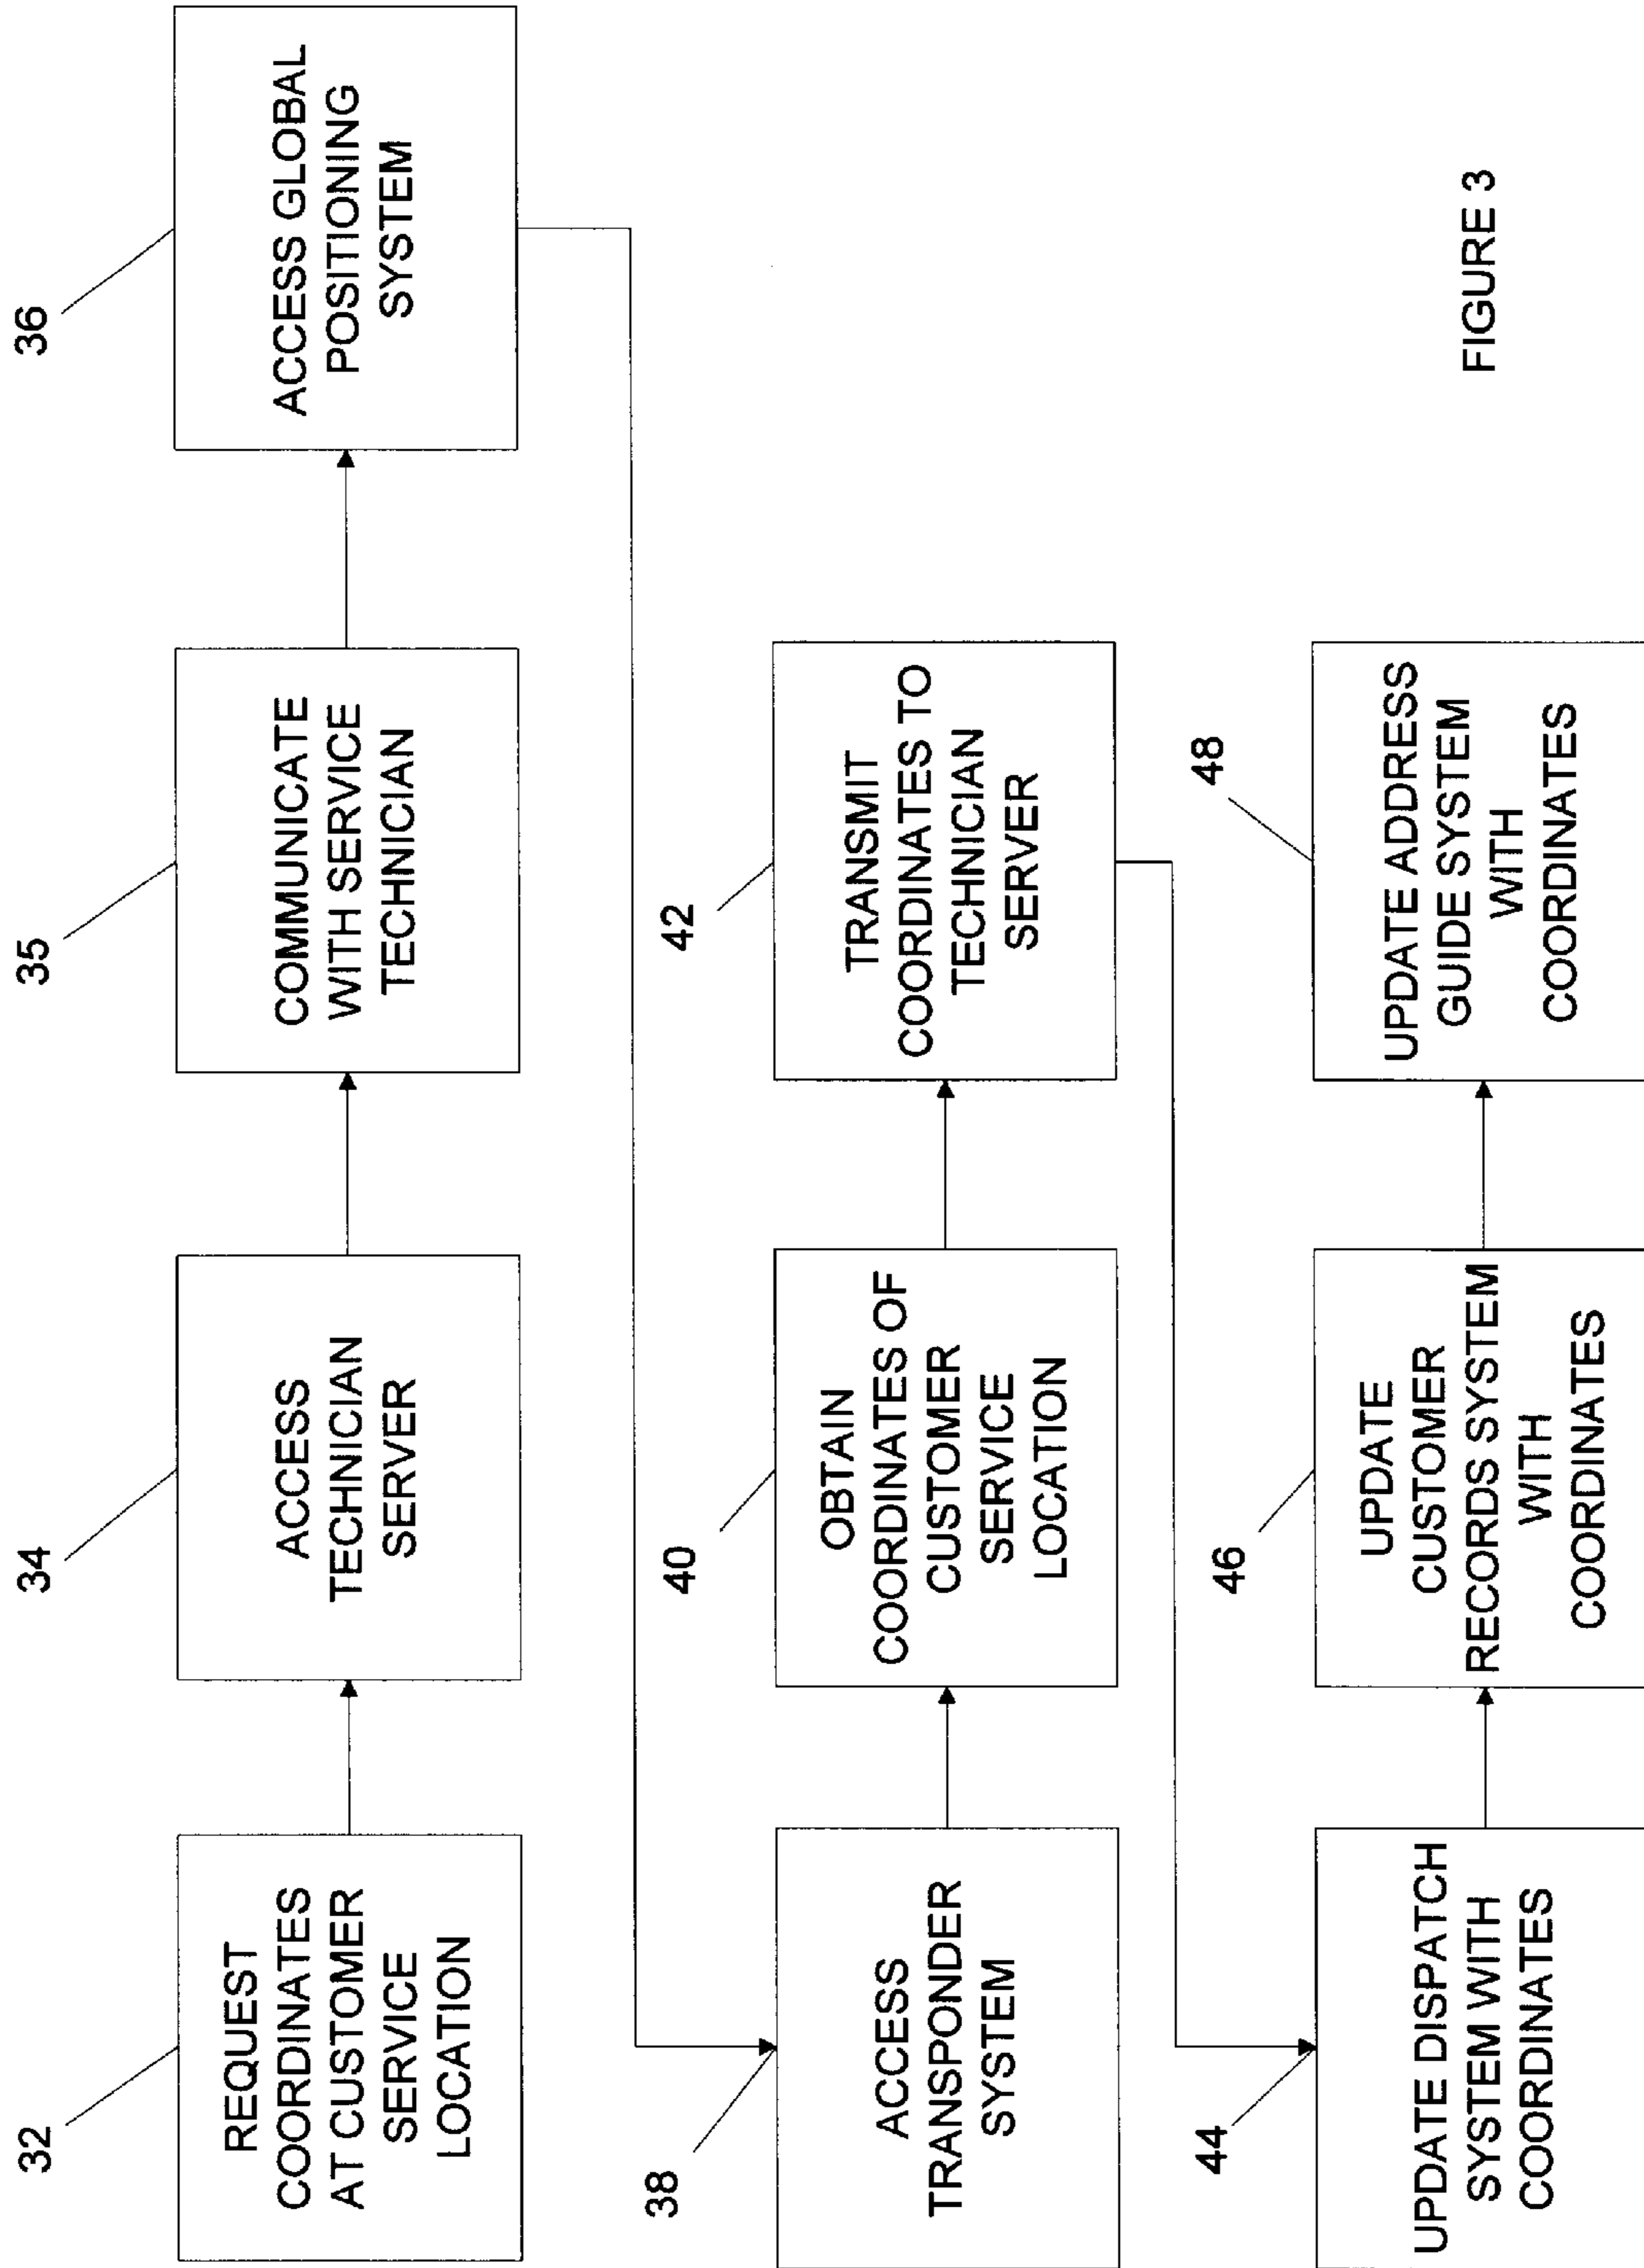 32
REQUEST
COORDINATES
AT CUSTOMER
SERVICE
LOCATION
34
ACCESS
TECHNICIAN
SERVER
35
COMMUNICATE
WITH SERVICE
TECHNICIAN
36
ACCESS GLOBAL
POSITIONING
SYSTEM
38
ACCESS
TRANSPONDER
SYSTEM
40
OBTAIN
COORDINATES OF
CUSTOMER
SERVICE
LOCATION
42
TRANSMIT
COORDINATES TO
TECHNICIAN
SERVER
44
UPDATE DISPATCH
SYSTEM WITH
COORDINATES
46
UPDATE
CUSTOMER
RECORDS SYSTEM
WITH
COORDINATES
48
UPDATE ADDRESS
GUIDE SYSTEM
WITH
COORDINATES
FIGURE 3